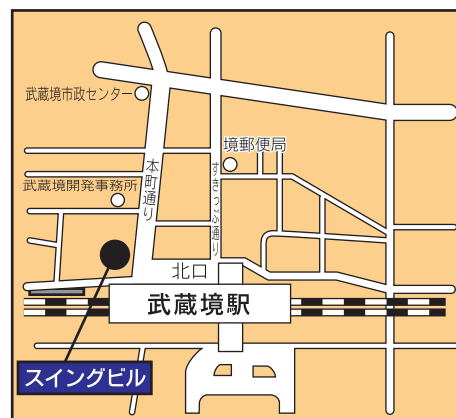 武蔵境市政センター
境郵便局
武蔵境開発事務所
本町通り
すきっぷ通り
北口
武蔵境駅
スイングビル